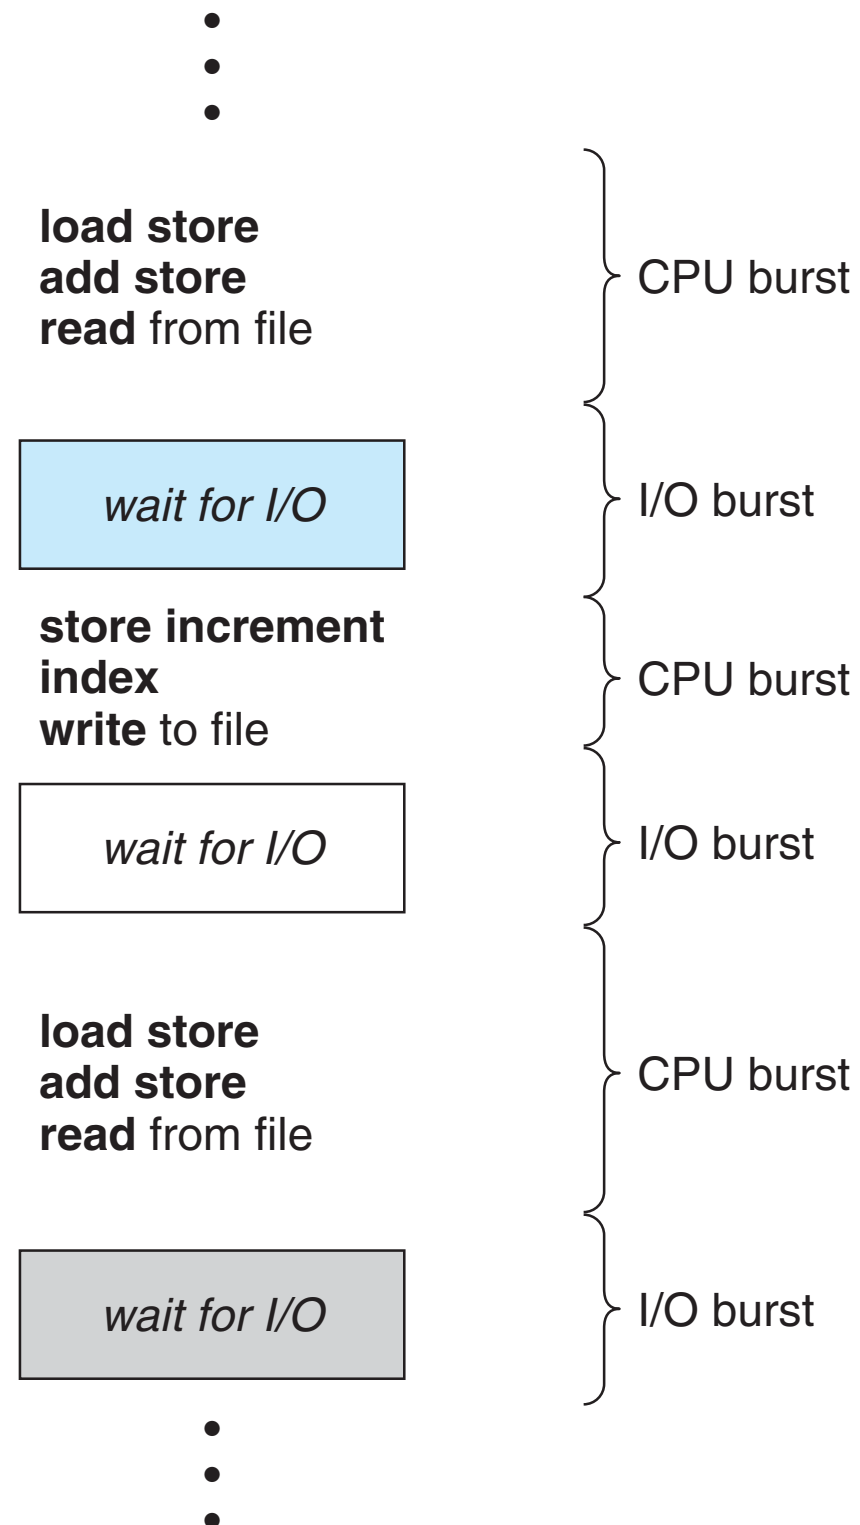 load store
add store
read from file
CPU burst
wait for I/O
I/O burst
store increment
index
write to file
CPU burst
wait for I/O
I/O burst
load store
add store
read from file
CPU burst
wait for I/O
I/O burst